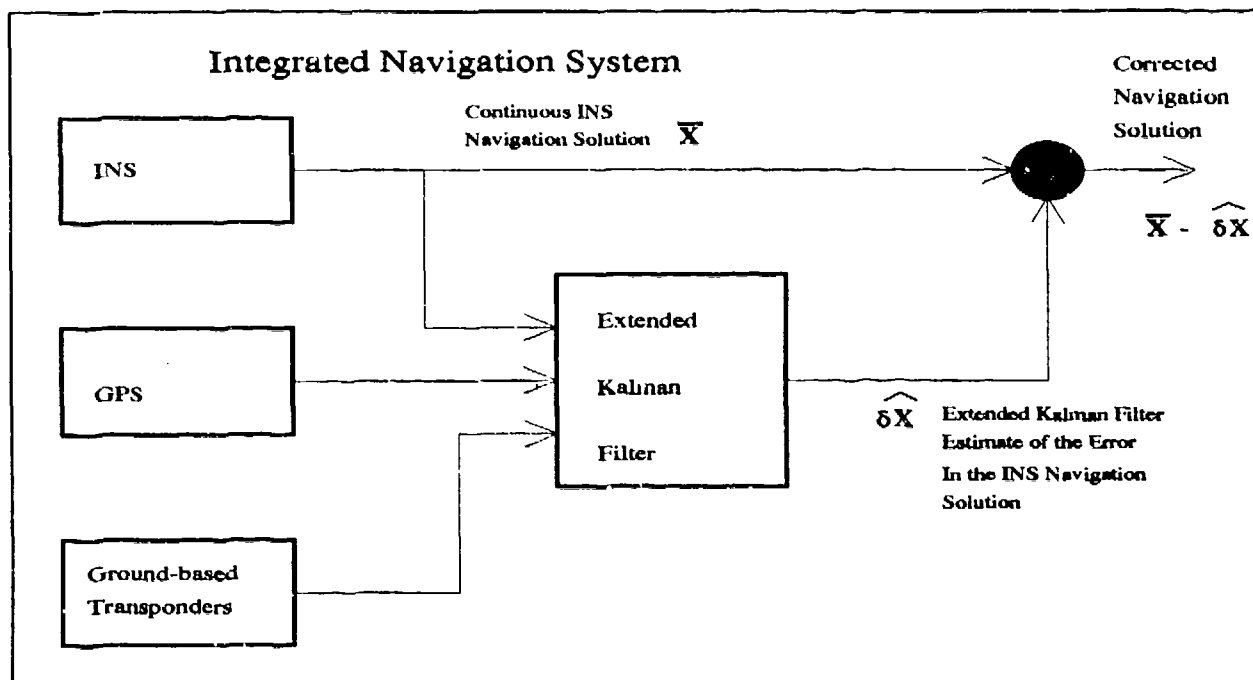 Integrated Navigation System
Corrected
Navigation
Solution
Continuous INS
Navigation Solution X̅
INS
X̅ - δX̂
Extended
Kalman
Filter
GPS
δX̂ Extended Kalman Filter
Estimate of the Error
In the INS Navigation
Solution
Ground-based
Transponders